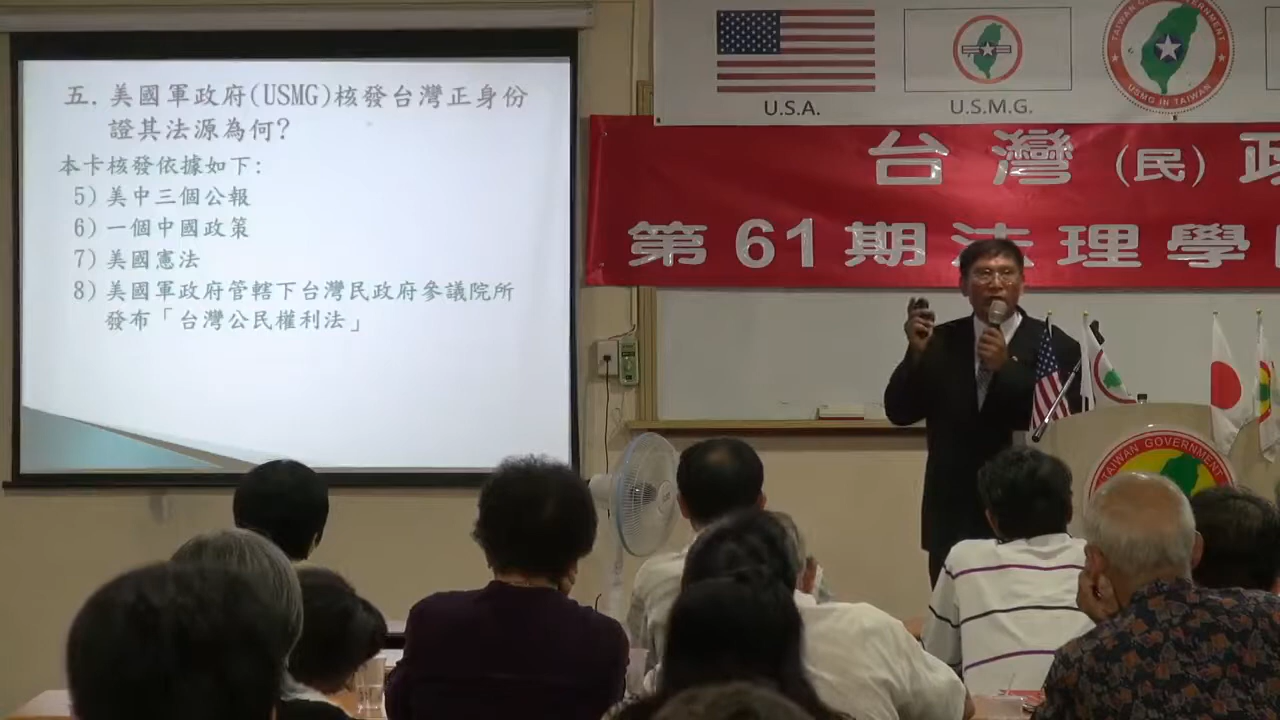 五. 美國軍政府(USMG)核發台灣正身份
證其法源為何?
本卡核發依據如下:
5) 美中三個公報
6) 一個中國政策
7) 美國憲法
8) 美國軍政府管轄下台灣民政府參議院所
發布「台灣公民權利法」
U.S.A.
U.S.M.G.
USMG IN TAIWAN
台灣(民)政
第61期法理學
TAIWAN GOVERNMENT